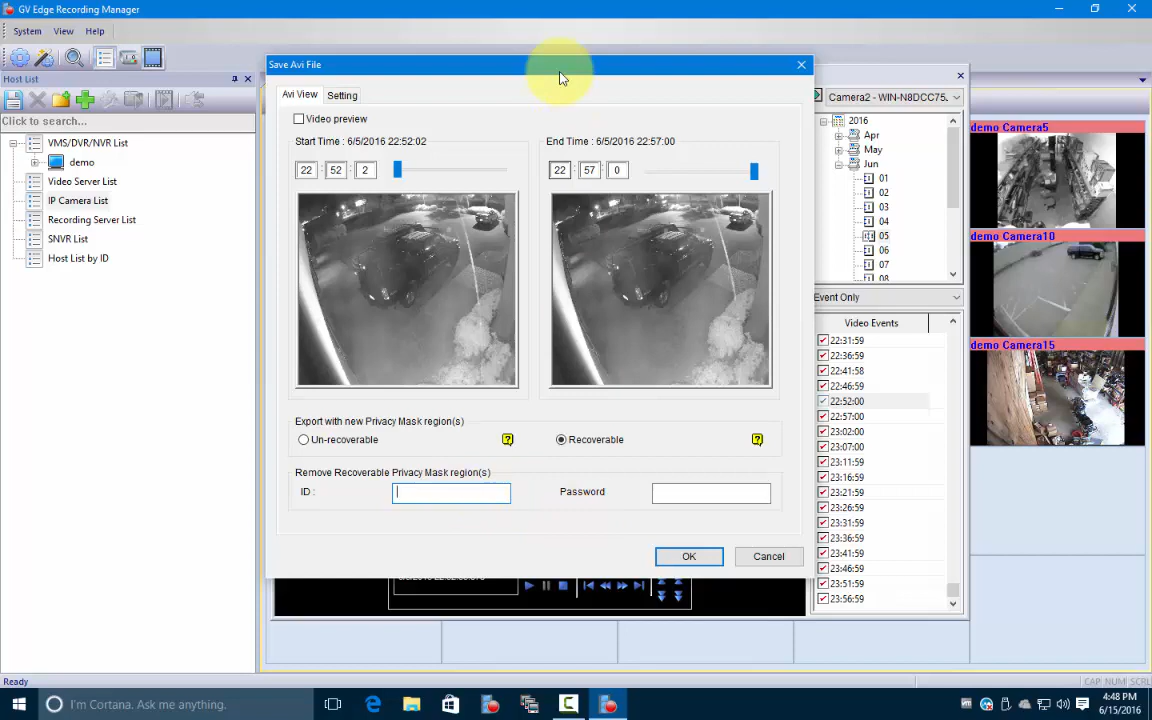 GV Edge Recording Manager
System View Help
Host List
Click to search...
VMS/DVR/NVR List
demo
Video Server List
IP Camera List
Recording Server List
SNVR List
Host List by ID
Save Avi File
Avi View Setting
Video preview
Start Time : 6/5/2016 22:52:02
End Time : 6/5/2016 22:57:00
22 : 52 : 2
22 : 57 : 0
Export with new Privacy Mask region(s)
Un-recoverable
Recoverable
Remove Recoverable Privacy Mask region(s)
ID :
Password
OK Cancel
Camera2 - WIN-N8DCC75.
2016
Apr
May
Jun
01
02
03
04
05
06
07
08
Event Only
Video Events
22:31:59
22:36:59
22:41:58
22:46:59
22:52:00
22:57:00
23:02:00
23:07:00
23:11:59
23:16:59
23:21:59
23:26:59
23:31:59
23:36:59
23:41:59
23:46:59
23:51:59
23:56:59
demo Camera5
demo Camera10
demo Camera15
Ready
CAP NUM SCRL
I'm Cortana. Ask me anything.
4:48 PM
6/15/2016